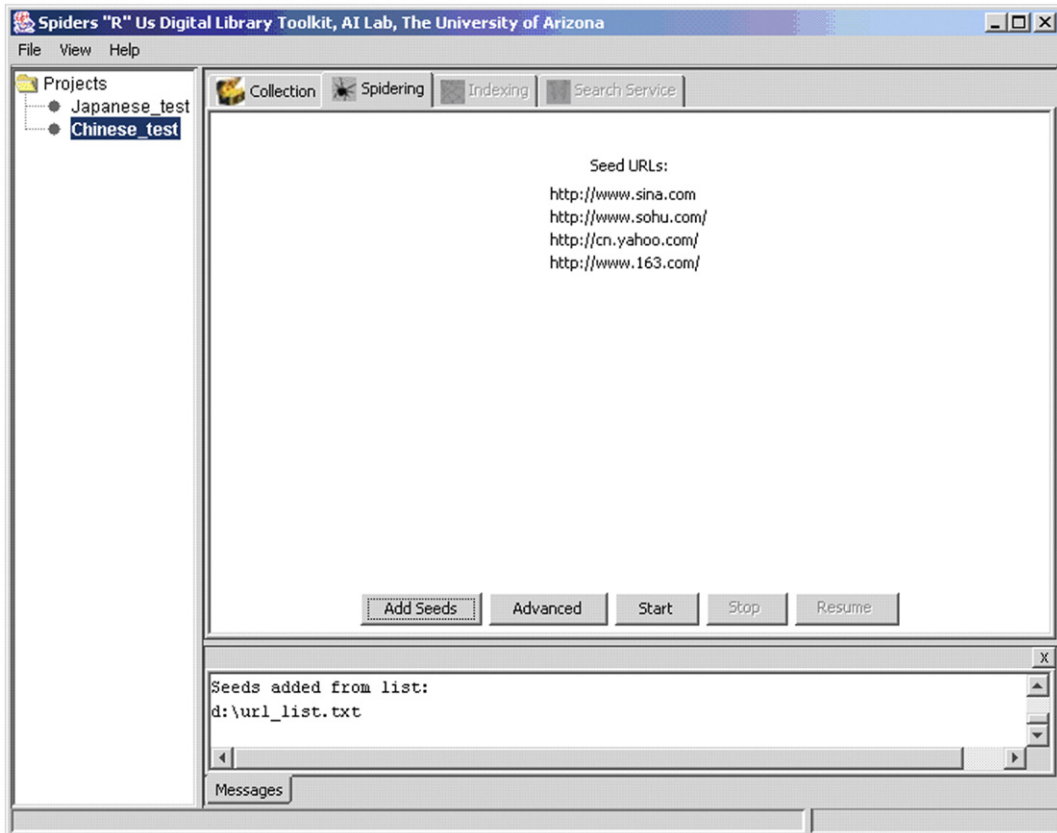 Spiders "R" Us Digital Library Toolkit, AI Lab, The University of Arizona
File View Help
Projects
Japanese_test
Chinese_test
Collection Spidering Indexing Search Service
Seed URLs:
http://www.sina.com
http://www.sohu.com/
http://cn.yahoo.com/
http://www.163.com/
Add Seeds Advanced Start Stop Resume
X
Seeds added from list:
d:\url_list.txt
Messages